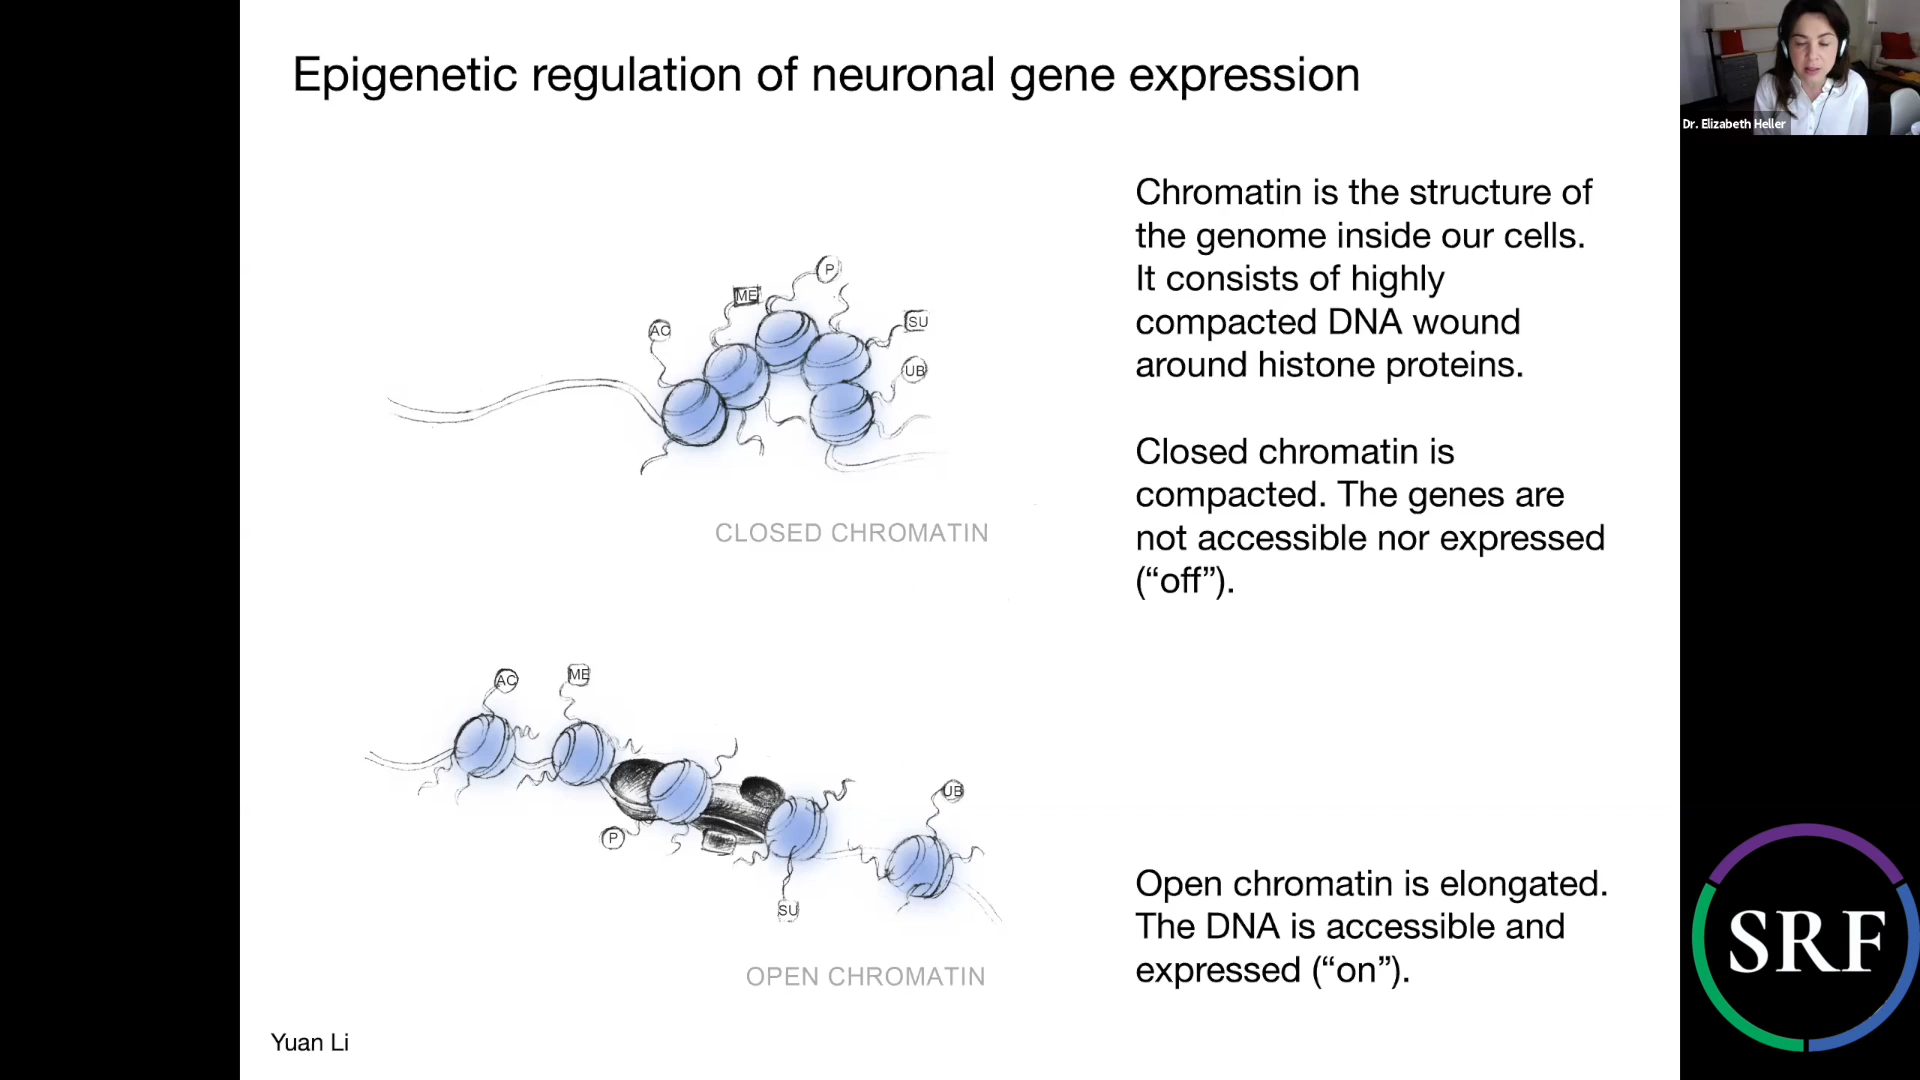 Epigenetic regulation of neuronal gene expression
Dr. Elizabeth Heller
Chromatin is the structure of
the genome inside our cells.
It consists of highly
compacted DNA wound
around histone proteins.
P
ME
SU
AC
UB
Closed chromatin is
compacted. The genes are
not accessible nor expressed
(“off”).
CLOSED CHROMATIN
AC
ME
UB
P
SU
Open chromatin is elongated.
The DNA is accessible and
expressed (“on”).
OPEN CHROMATIN
SRF
Yuan Li